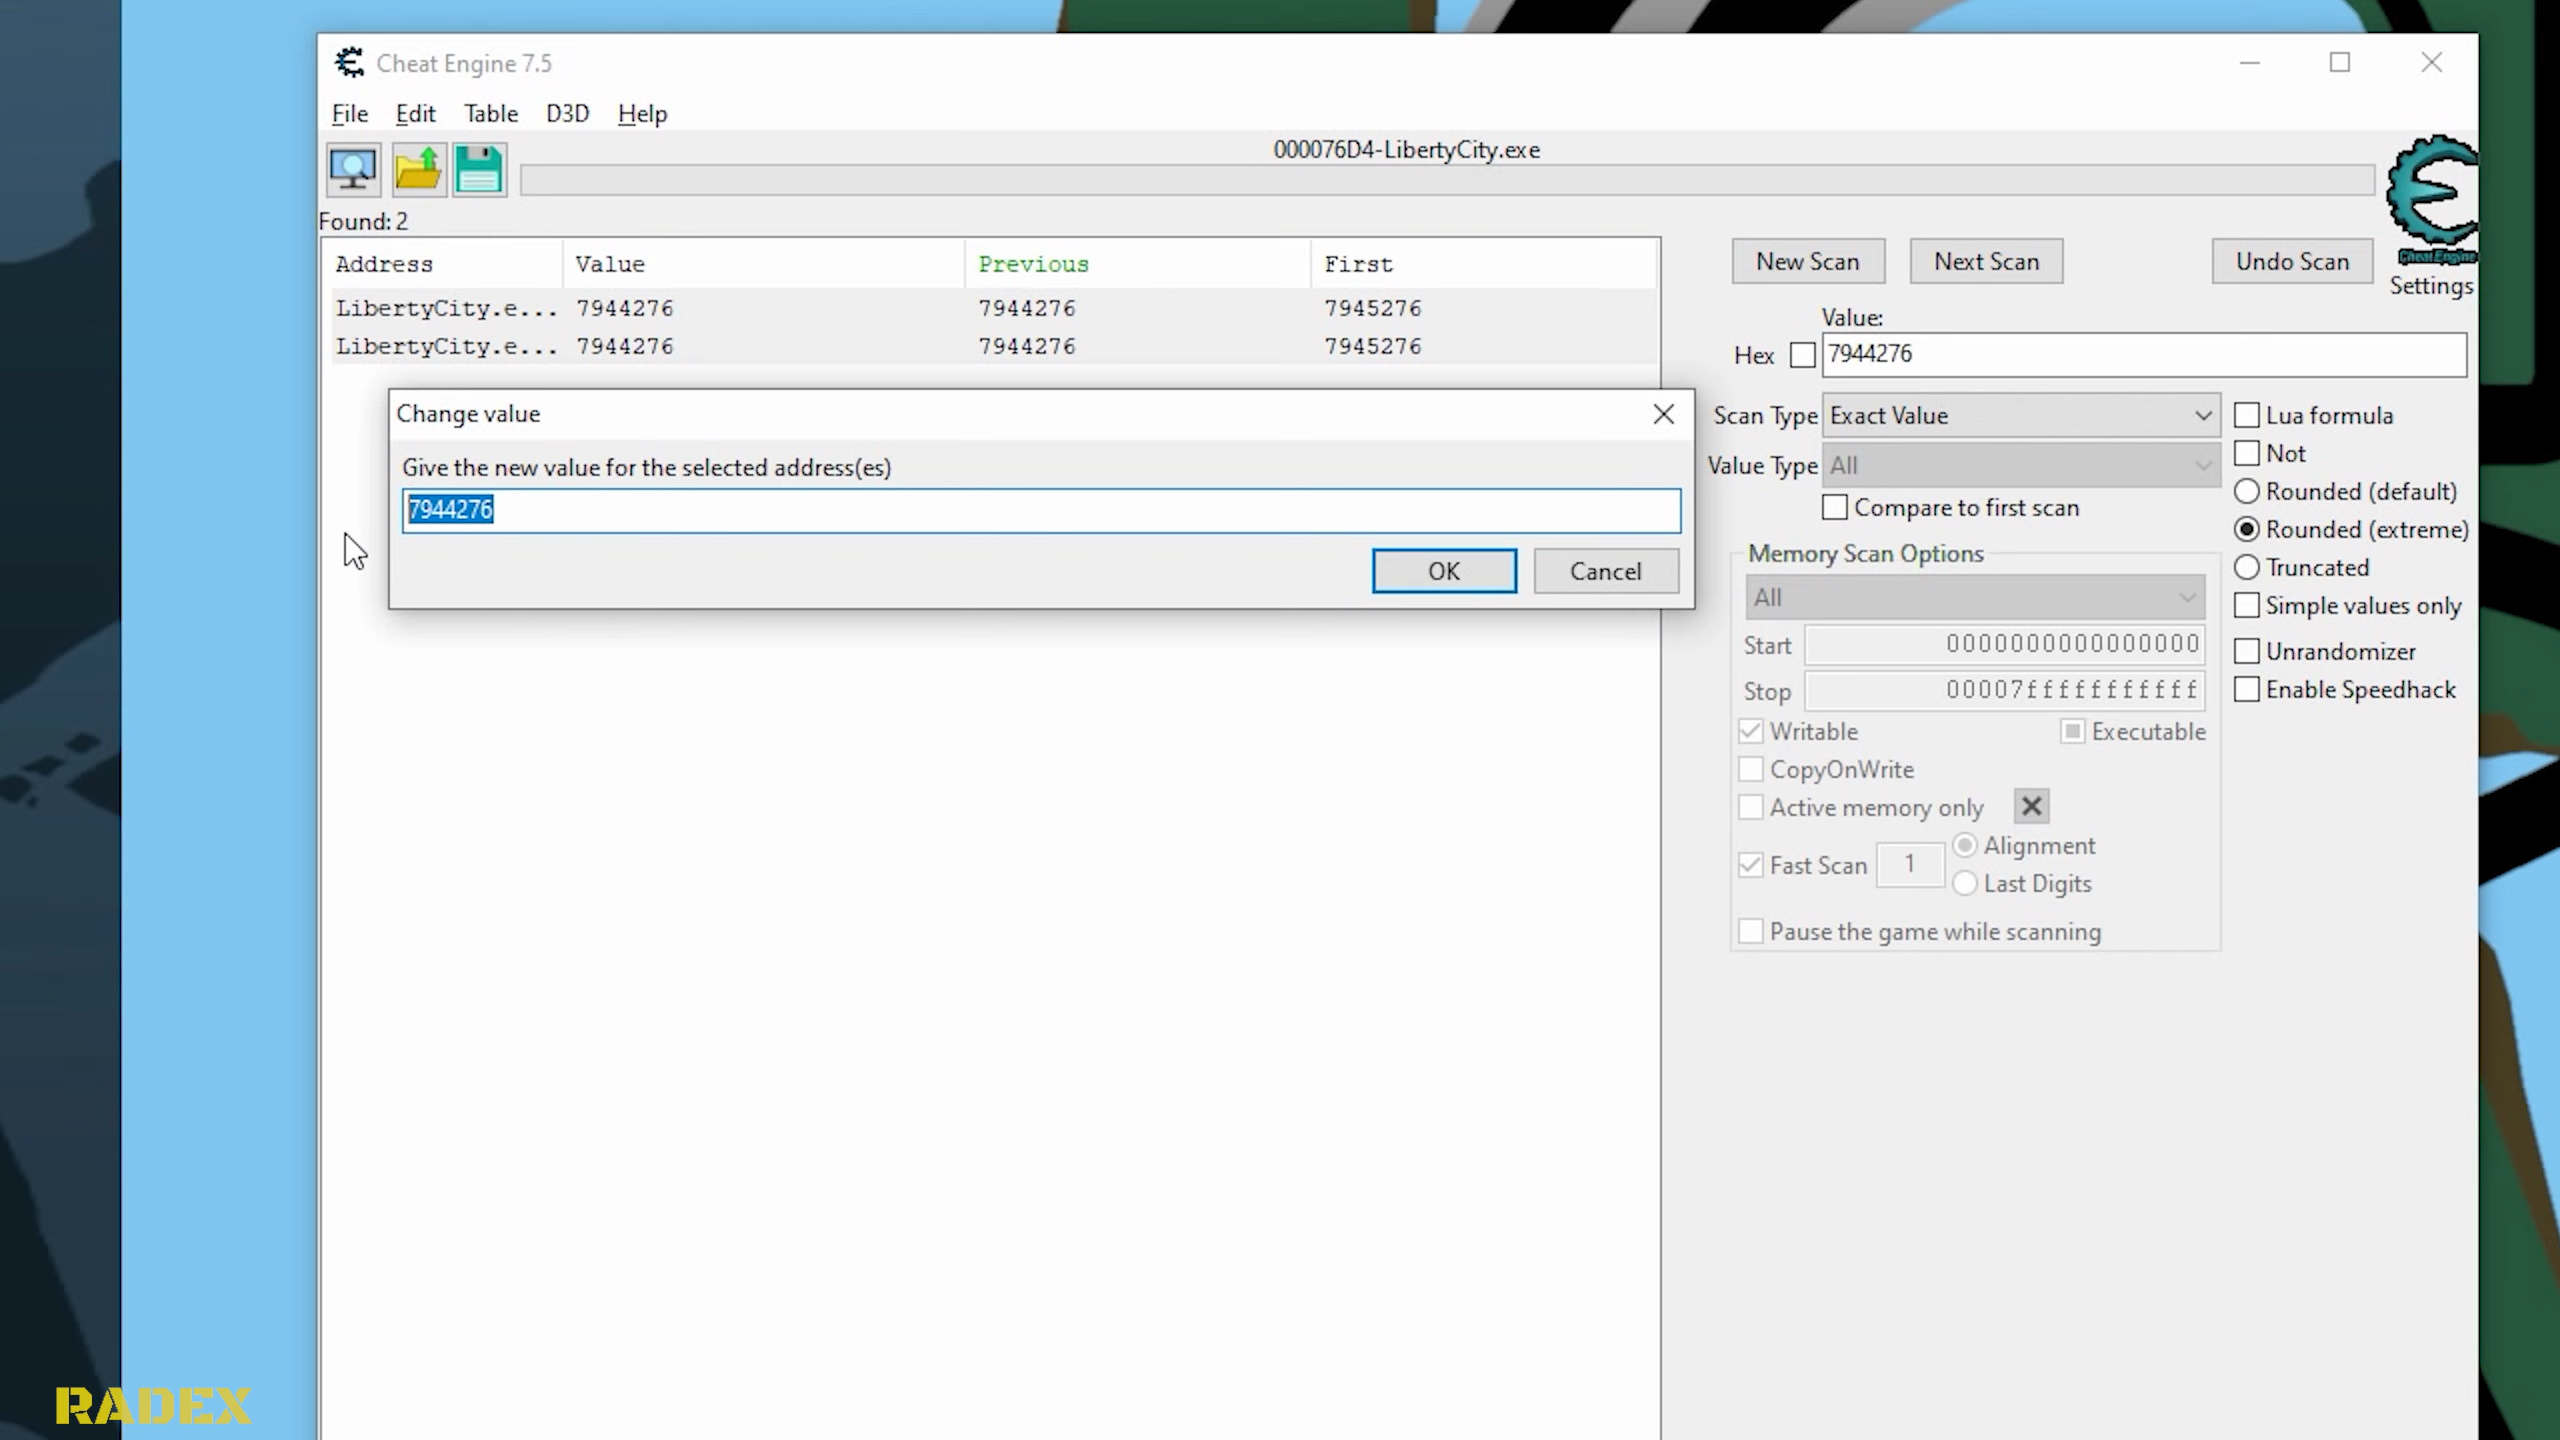 Cheat Engine 7.5
File Edit Table D3D Help
000076D4-LibertyCity.exe
Found: 2
Address Value Previous First
LibertyCity.e... 7944276 7944276 7945276
LibertyCity.e... 7944276 7944276 7945276
Change value
Give the new value for the selected address(es)
7944276
OK Cancel
New Scan Next Scan Undo Scan
Cheat Engine
Settings
Value:
Hex 7944276
Scan Type Exact Value
Value Type All
Compare to first scan
Lua formula
Not
Rounded (default)
Rounded (extreme)
Truncated
Simple values only
Unrandomizer
Enable Speedhack
Memory Scan Options
All
Start 0000000000000000
Stop 00007fffffffffff
Writable Executable
CopyOnWrite
Active memory only
Fast Scan 1 Alignment
Last Digits
Pause the game while scanning
RADEX